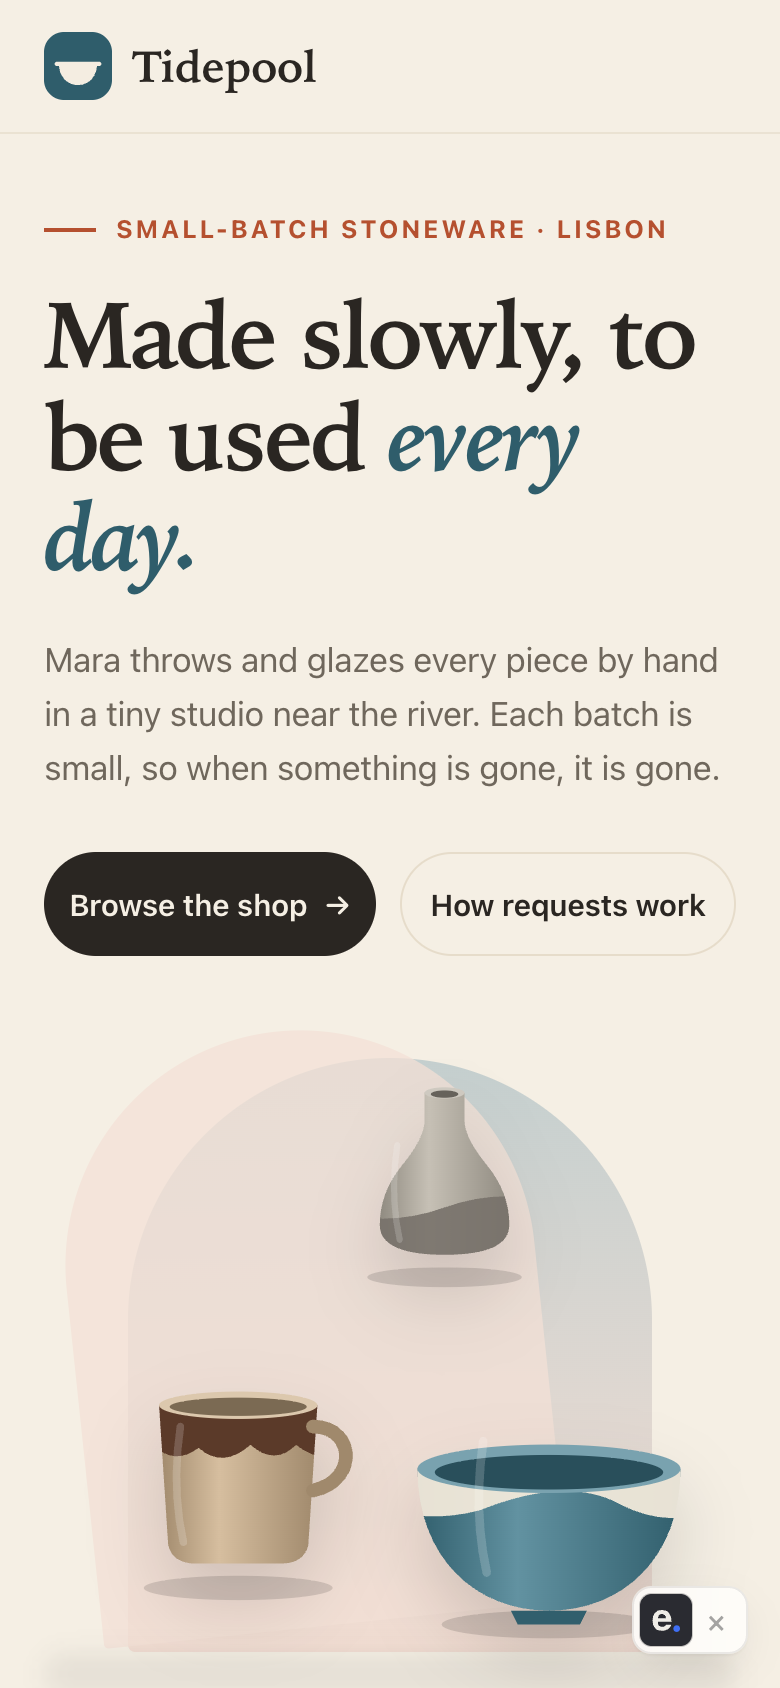 Tidepool
SMALL-BATCH STONEWARE · LISBON
Made slowly, to
be used every
day.
Mara throws and glazes every piece by hand
in a tiny studio near the river. Each batch is
small, so when something is gone, it is gone.
Browse the shop →
How requests work
e. ×